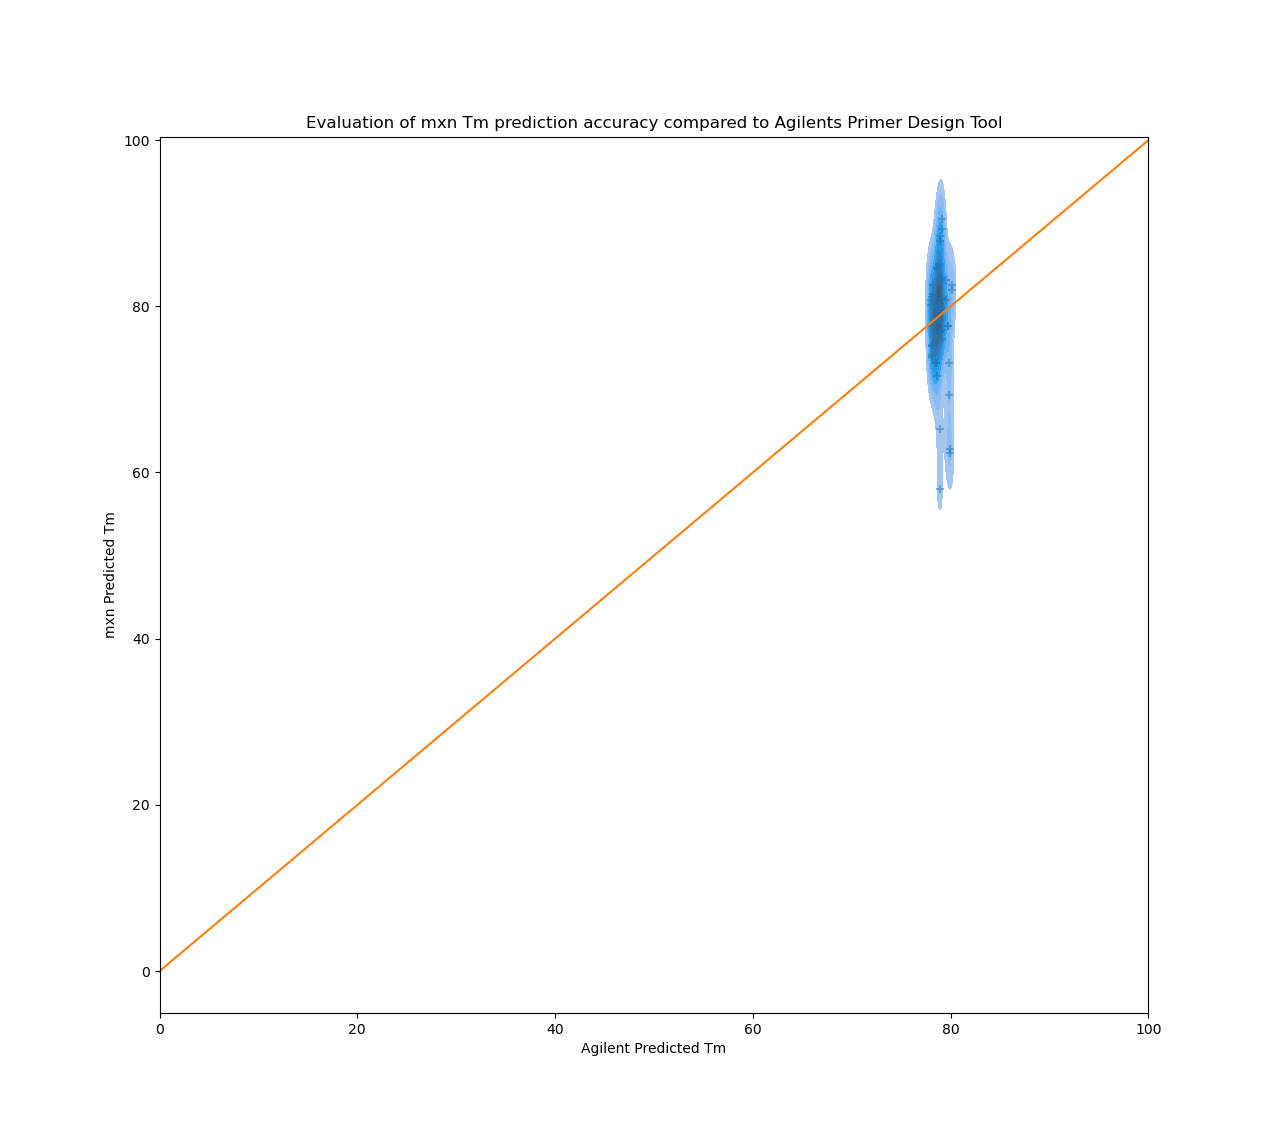 Evaluation of mxn Tm prediction accuracy compared to Agilents Primer Design Tool
100
80
60
40
20
0
mxn Predicted Tm
0 20 40 60 80 100
Agilent Predicted Tm